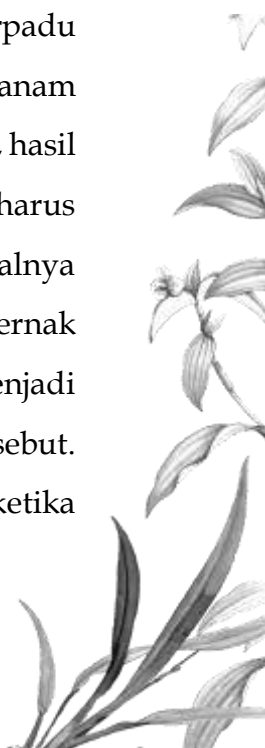 rpadu
anam
hasil
harus
alnya
ernak
enjadi
sebut.
ketika